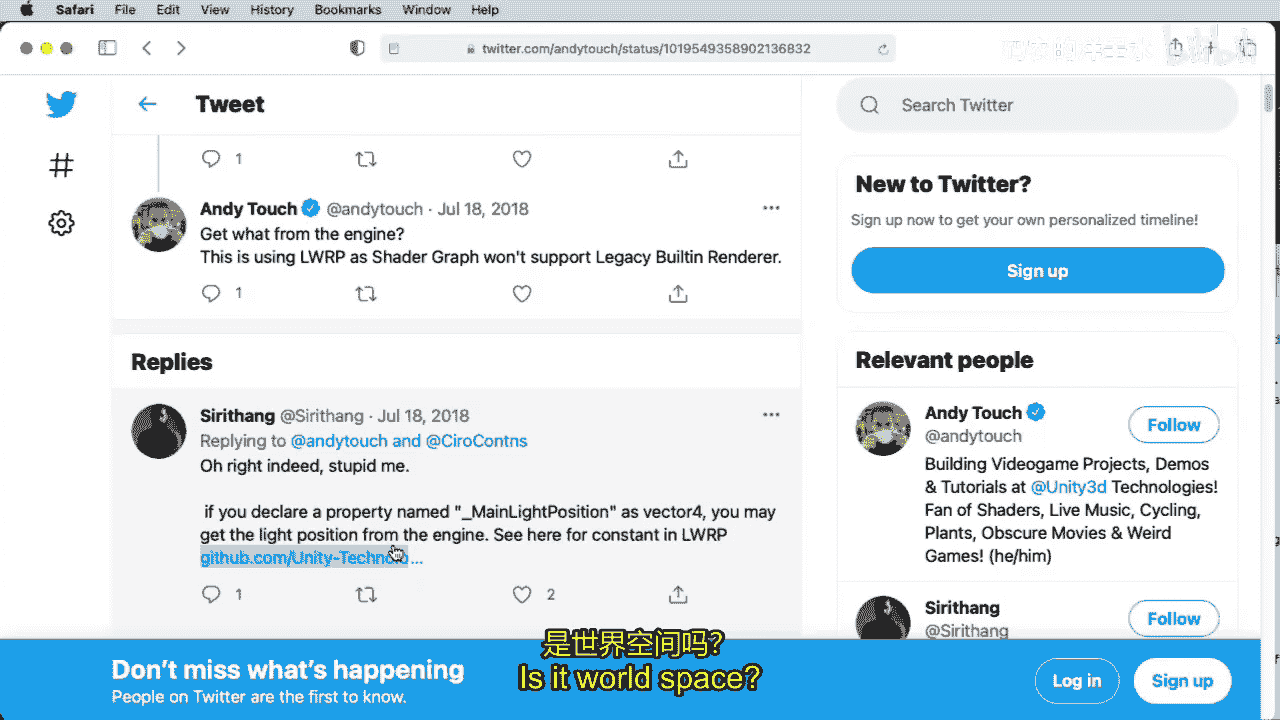 Safari File Edit View History Bookmarks Window Help
twitter.com/andytouch/status/1019549358902136832
Tweet
Search Twitter
1
New to Twitter?
Sign up now to get your own personalized timeline!
Sign up
Andy Touch @andytouch · Jul 18, 2018
Get what from the engine?
This is using LWRP as Shader Graph won't support Legacy Builtin Renderer.
1
Replies
Sirithang @Sirithang · Jul 18, 2018
Replying to @andytouch and @CiroContns
Oh right indeed, stupid me.
if you declare a property named "_MainLightPosition" as vector4, you may
get the light position from the engine. See here for constant in LWRP
github.com/Unity-Technolo...
1 2
Relevant people
Andy Touch
@andytouch
Follow
Building Videogame Projects, Demos
& Tutorials at @Unity3d Technologies!
Fan of Shaders, Live Music, Cycling,
Plants, Obscure Movies & Weird
Games! (he/him)
Sirithang
@Sirithang
Follow
是世界空间吗?
Is it world space?
Don't miss what's happening
People on Twitter are the first to know.
Log in
Sign up